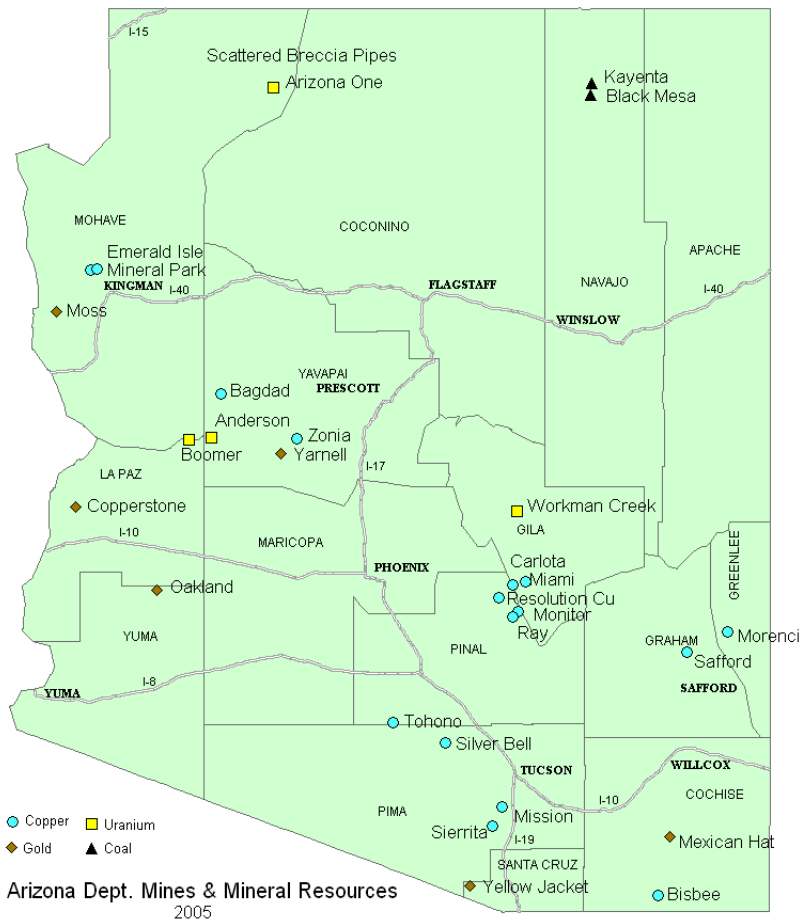 I-15
Scattered Breccia Pipes
Arizona One
Kayenta
Black Mesa
MOHAVE
COCONINO
APACHE
Emerald Isle
Mineral Park
KINGMAN
I-40
FLAGSTAFF
NAVAJO
I-40
Moss
WINSLOW
YAVAPAI
PRESCOTT
Bagdad
Anderson
Boomer
Zonia
Yarnell
I-17
LA PAZ
Copperstone
Workman Creek
GILA
I-10
MARICOPA
PHOENIX
GREENLEE
Carlota
Miami
Oakland
Resolution Cu
Monitor
Ray
YUMA
PINAL
GRAHAM
Morenci
Safford
I-8
YUMA
SAFFORD
Tohono
Silver Bell
TUCSON
WILLCOX
COCHISE
I-10
PIMA
Mission
Sierrita
I-19
Mexican Hat
SANTA CRUZ
Yellow Jacket
Bisbee
Copper
Uranium
Gold
Coal
Arizona Dept. Mines & Mineral Resources
2005